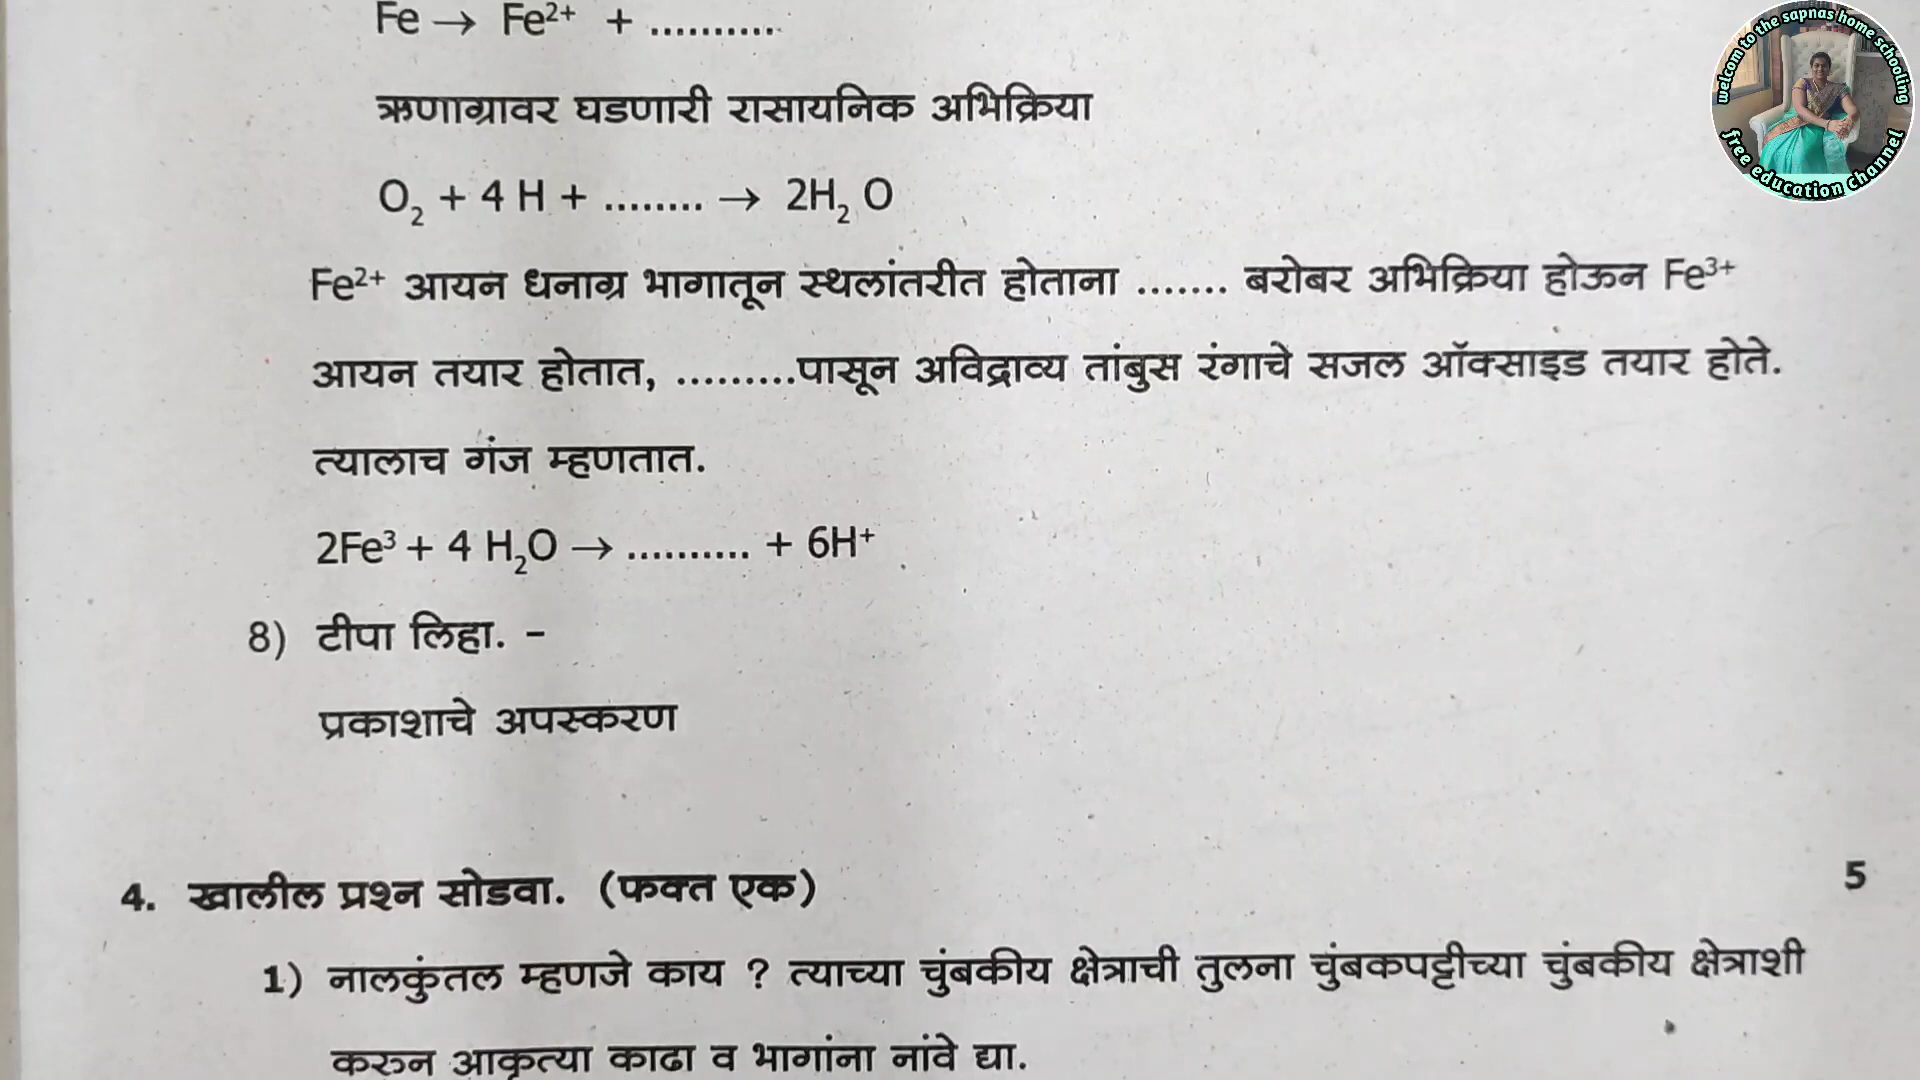 Fe → Fe²⁺ + ...........
ऋणाग्रावर घडणारी रासायनिक अभिक्रिया
O₂ + 4 H + ........ → 2H₂ O
Fe²⁺ आयन धनाग्र भागातून स्थलांतरीत होताना ....... बरोबर अभिक्रिया होऊन Fe³⁺
आयन तयार होतात, .........पासून अविद्राव्य तांबुस रंगाचे सजल ऑक्साइड तयार होते.
त्यालाच गंज म्हणतात.
2Fe³ + 4 H₂O → .......... + 6H⁺
8) टीपा लिहा. –
प्रकाशाचे अपस्करण
4. खालील प्रश्न सोडवा. (फक्त एक) 5
1) नालकुंतल म्हणजे काय ? त्याच्या चुंबकीय क्षेत्राची तुलना चुंबकपट्टीच्या चुंबकीय क्षेत्राशी
करुन आकृत्या काढा व भागांना नांवे द्या.
welcom to the sapnas home schooling
free education channel